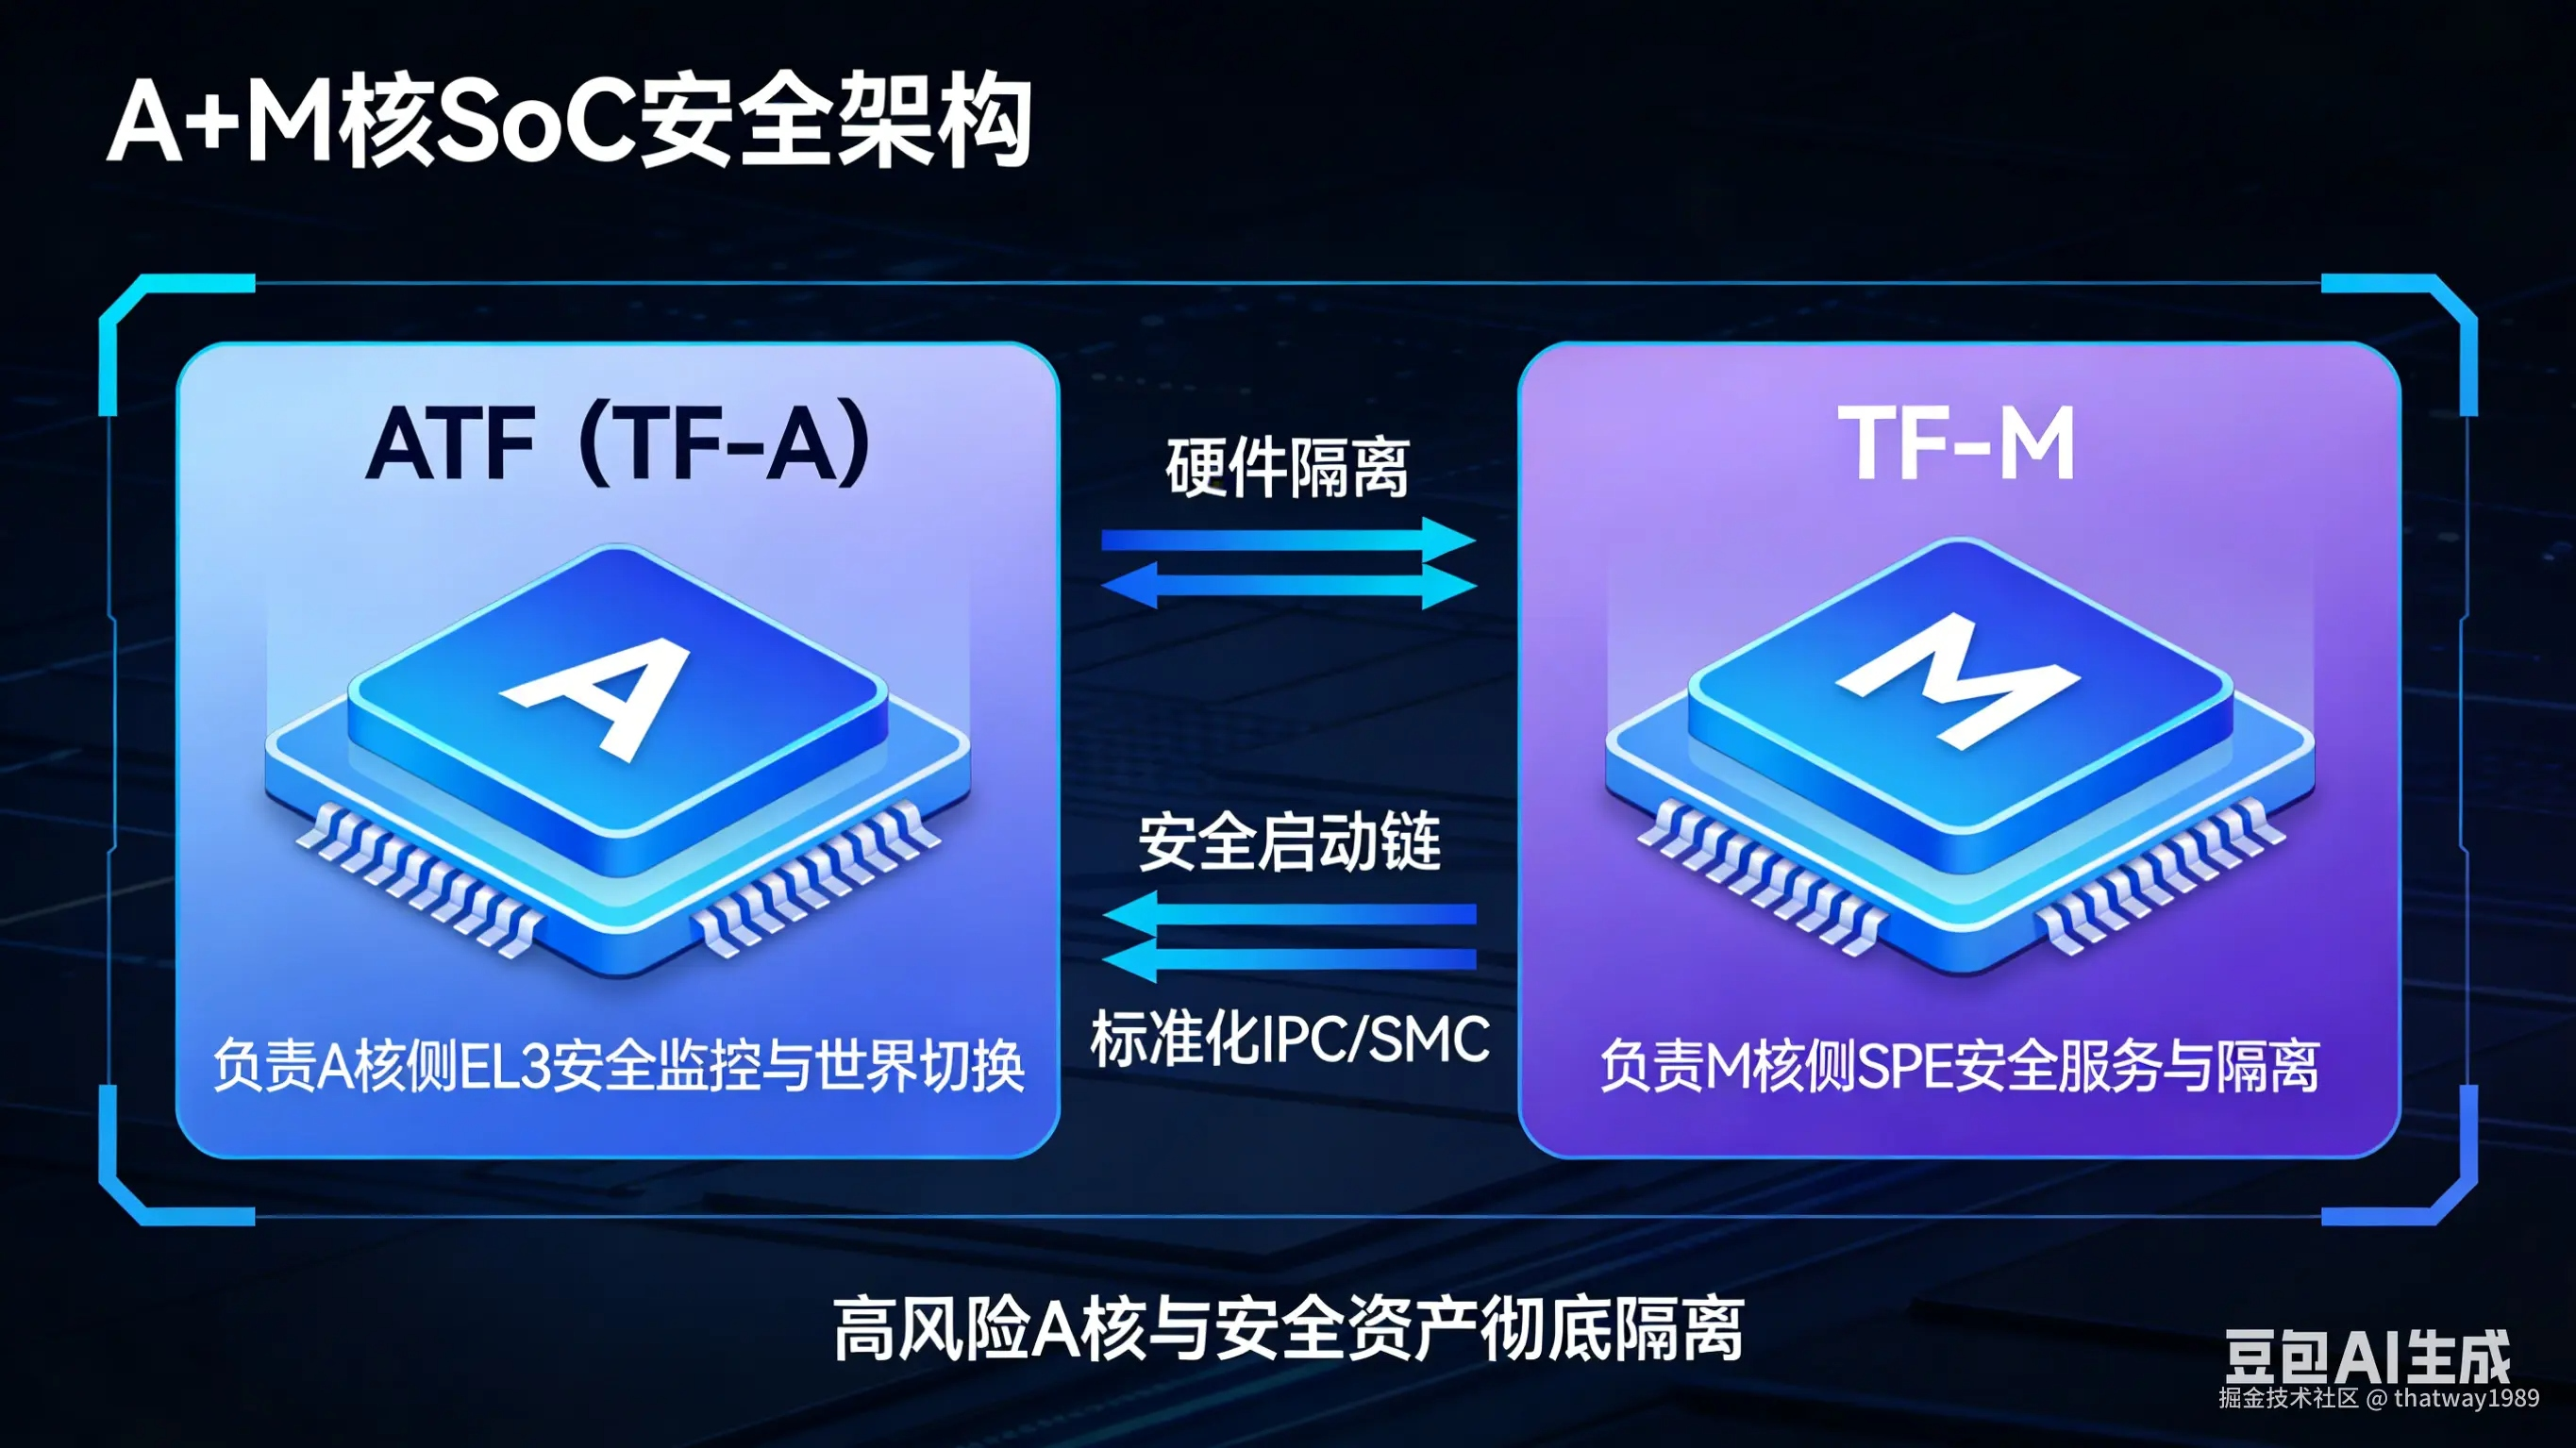 A+M核SoC安全架构
ATF（TF-A）
A
负责A核侧EL3安全监控与世界切换
硬件隔离
安全启动链
标准化IPC/SMC
TF-M
M
负责M核侧SPE安全服务与隔离
高风险A核与安全资产彻底隔离
豆包AI生成
掘金技术社区 @ thatway1989